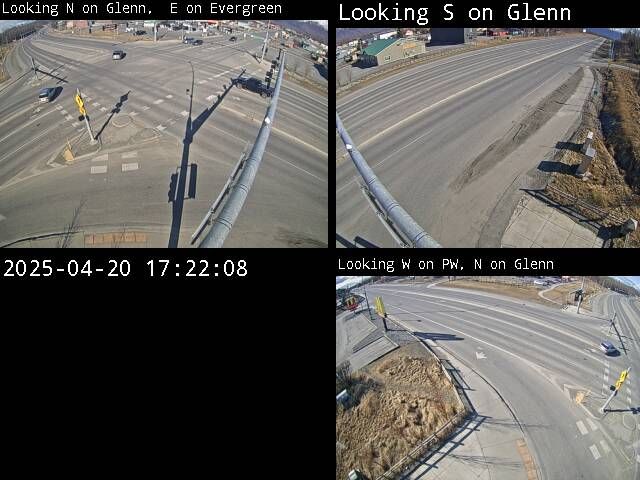 Looking N on Glenn,  E on Evergreen
Looking S on Glenn
2025-04-20 17:22:08
Looking W on PW, N on Glenn